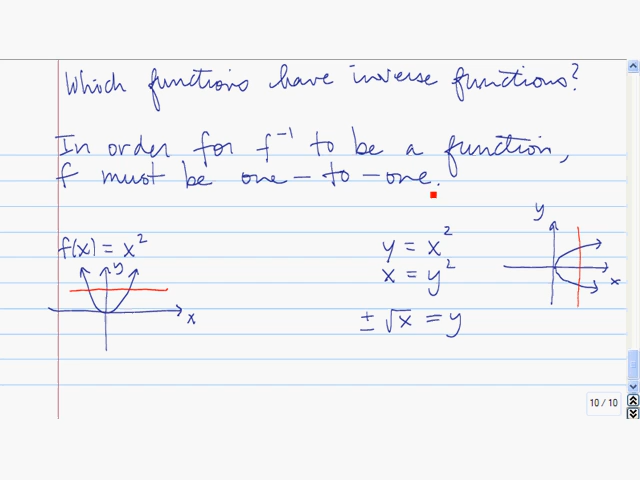 Which functions have inverse functions?
In order for f⁻¹ to be a function,
f must be one-to-one.
f(x) = x²
y
x
y = x²
x = y²
± √x = y
y
x
10 / 10